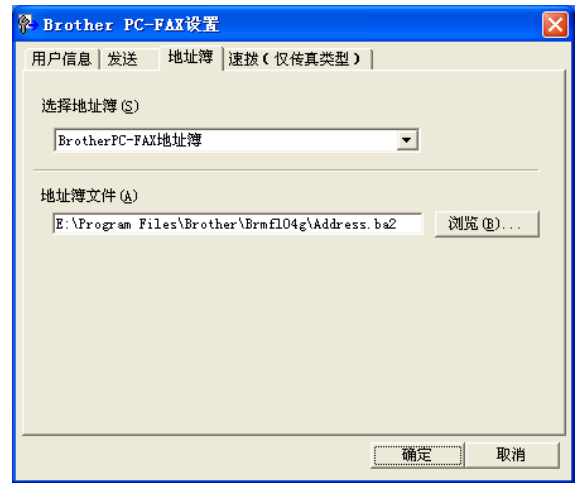 Brother PC-FAX设置
用户信息 发送 地址簿 速拨(仅传真类型)
选择地址簿(S)
BrotherPC-FAX地址簿
地址簿文件(A)
E:\Program Files\Brother\Brmfl04g\Address.ba2 浏览(B)...
确定 取消